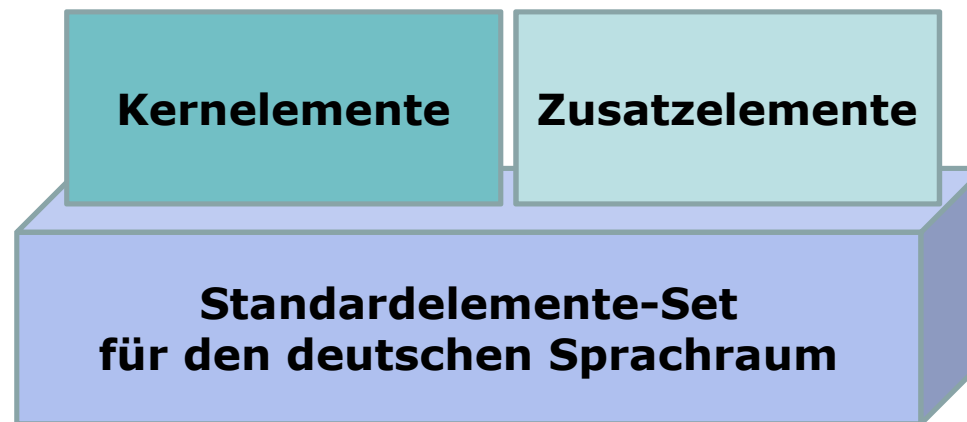 Kernelemente
Zusatzelemente
Standardelemente-Set
für den deutschen Sprachraum